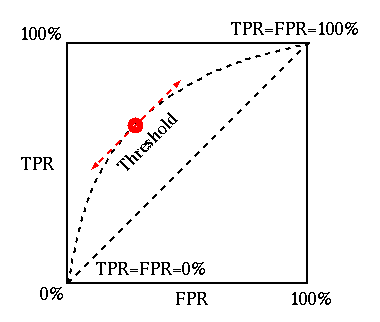 TPR=FPR=100%
100%
Threshold
TPR
TPR=FPR=0%
0%
FPR
100%